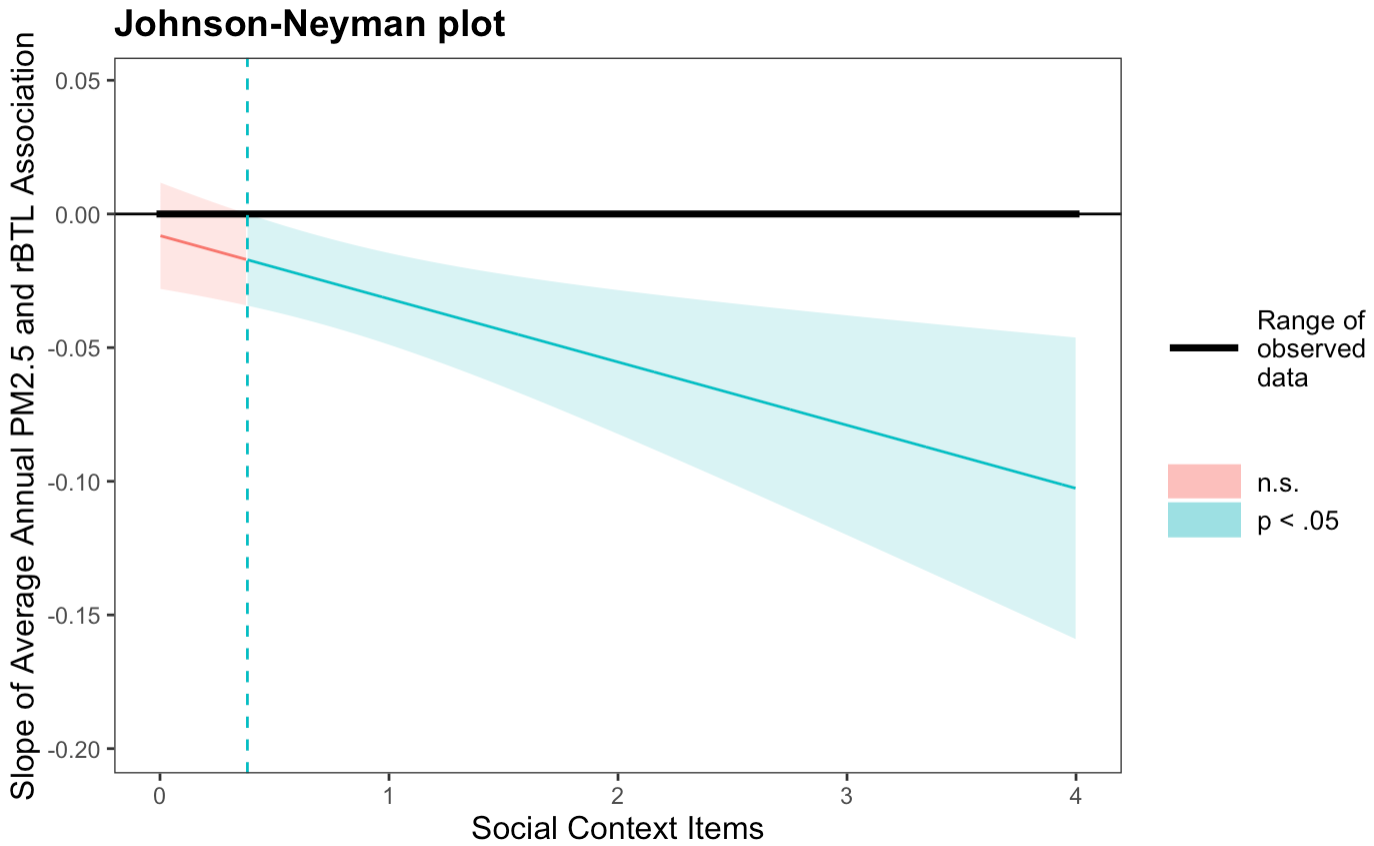 Johnson-Neyman plot
Slope of Average Annual PM2.5 and rBTL Association
0.05
0.00
-0.05
-0.10
-0.15
-0.20
0
1
2
3
4
Social Context Items
Range of
observed
data
n.s.
p < .05